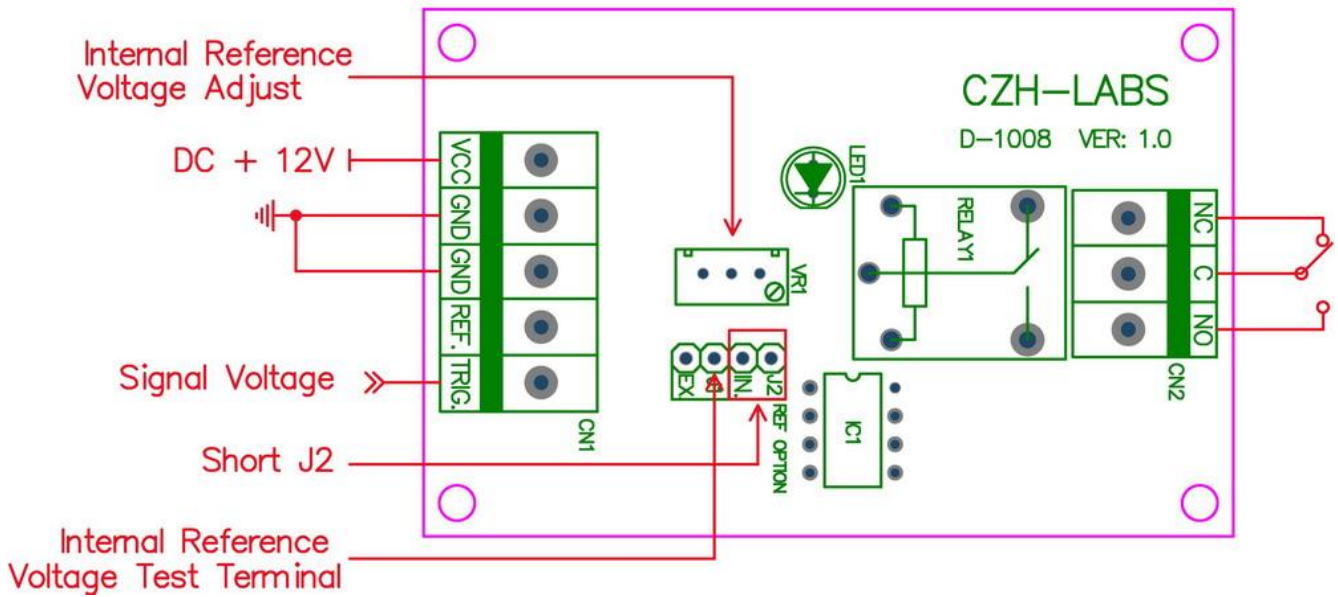 Internal Reference
Voltage Adjust
DC + 12V
Signal Voltage
Short J2
Internal Reference
Voltage Test Terminal
VCC
GND
GND
REF.
TRIG.
CN1
CZH-LABS
D-1008 VER: 1.0
LED1
RELAY1
VR1
EX
IN.
J2
REF OPTION
IC1
NC
C
NO
CN2